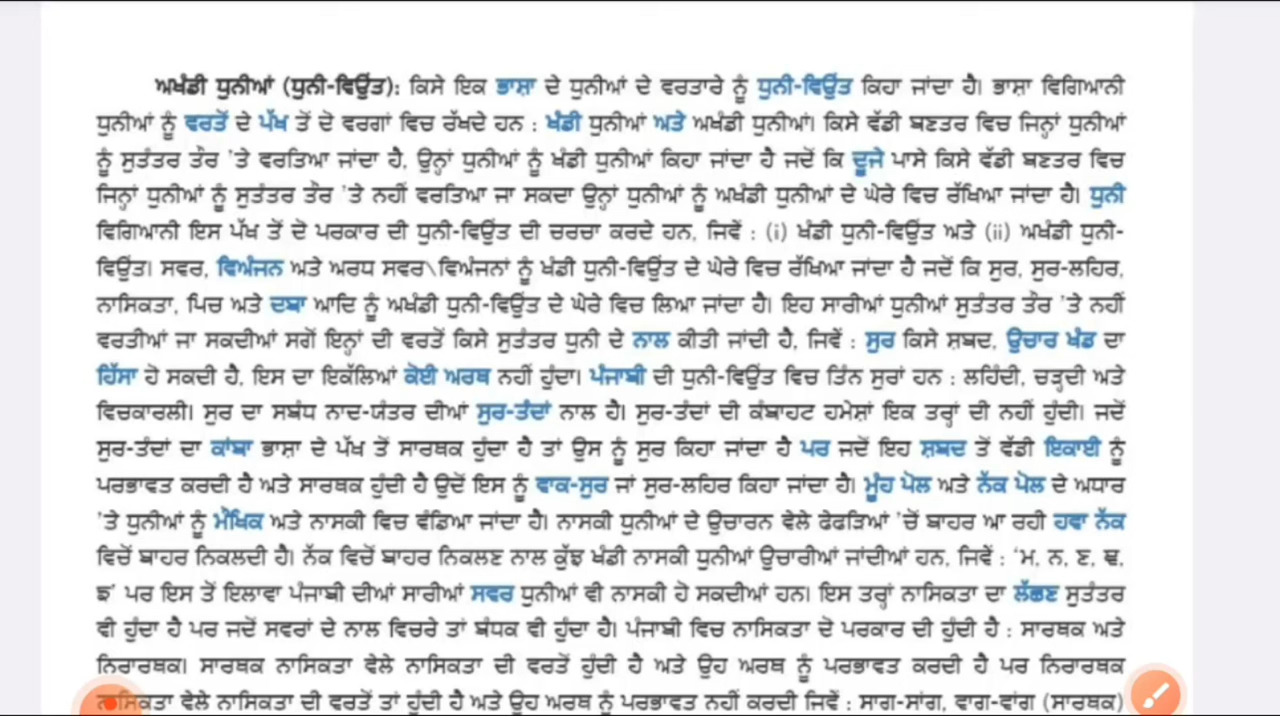 ਅਖੰਡੀ ਧੁਨੀਆਂ (ਧੁਨੀ-ਵਿਉਂਤ): ਕਿਸੇ ਇਕ ਭਾਸ਼ਾ ਦੇ ਧੁਨੀਆਂ ਦੇ ਵਰਤਾਰੇ ਨੂੰ ਧੁਨੀ-ਵਿਉਂਤ ਕਿਹਾ ਜਾਂਦਾ ਹੈ। ਭਾਸ਼ਾ ਵਿਗਿਆਨੀ
ਧੁਨੀਆਂ ਨੂੰ ਵਰਤੋਂ ਦੇ ਪੱਖ ਤੋਂ ਦੋ ਵਰਗਾਂ ਵਿਚ ਰੱਖਦੇ ਹਨ : ਖੰਡੀ ਧੁਨੀਆਂ ਅਤੇ ਅਖੰਡੀ ਧੁਨੀਆਂ। ਕਿਸੇ ਵੱਡੀ ਬਣਤਰ ਵਿਚ ਜਿਨ੍ਹਾਂ ਧੁਨੀਆਂ
ਨੂੰ ਸੁਤੰਤਰ ਤੌਰ 'ਤੇ ਵਰਤਿਆ ਜਾਂਦਾ ਹੈ, ਉਨ੍ਹਾਂ ਧੁਨੀਆਂ ਨੂੰ ਖੰਡੀ ਧੁਨੀਆਂ ਕਿਹਾ ਜਾਂਦਾ ਹੈ ਜਦੋਂ ਕਿ ਦੂਜੇ ਪਾਸੇ ਕਿਸੇ ਵੱਡੀ ਬਣਤਰ ਵਿਚ
ਜਿਨ੍ਹਾਂ ਧੁਨੀਆਂ ਨੂੰ ਸੁਤੰਤਰ ਤੌਰ 'ਤੇ ਨਹੀਂ ਵਰਤਿਆ ਜਾ ਸਕਦਾ ਉਨ੍ਹਾਂ ਧੁਨੀਆਂ ਨੂੰ ਅਖੰਡੀ ਧੁਨੀਆਂ ਦੇ ਘੇਰੇ ਵਿਚ ਰੱਖਿਆ ਜਾਂਦਾ ਹੈ। ਧੁਨੀ
ਵਿਗਿਆਨੀ ਇਸ ਪੱਖ ਤੋਂ ਦੋ ਪਰਕਾਰ ਦੀ ਧੁਨੀ-ਵਿਉਂਤ ਦੀ ਚਰਚਾ ਕਰਦੇ ਹਨ, ਜਿਵੇਂ : (i) ਖੰਡੀ ਧੁਨੀ-ਵਿਉਂਤ ਅਤੇ (ii) ਅਖੰਡੀ ਧੁਨੀ-
ਵਿਉਂਤ। ਸਵਰ, ਵਿਅੰਜਨ ਅਤੇ ਅਰਧ ਸਵਰ\ਵਿਅੰਜਨਾਂ ਨੂੰ ਖੰਡੀ ਧੁਨੀ-ਵਿਉਂਤ ਦੇ ਘੇਰੇ ਵਿਚ ਰੱਖਿਆ ਜਾਂਦਾ ਹੈ ਜਦੋਂ ਕਿ ਸੁਰ, ਸੁਰ-ਲਹਿਰ,
ਨਾਸਿਕਤਾ, ਪਿਚ ਅਤੇ ਦਬਾ ਆਦਿ ਨੂੰ ਅਖੰਡੀ ਧੁਨੀ-ਵਿਉਂਤ ਦੇ ਘੇਰੇ ਵਿਚ ਲਿਆ ਜਾਂਦਾ ਹੈ। ਇਹ ਸਾਰੀਆਂ ਧੁਨੀਆਂ ਸੁਤੰਤਰ ਤੌਰ 'ਤੇ ਨਹੀਂ
ਵਰਤੀਆਂ ਜਾ ਸਕਦੀਆਂ ਸਗੋਂ ਇਨ੍ਹਾਂ ਦੀ ਵਰਤੋਂ ਕਿਸੇ ਸੁਤੰਤਰ ਧੁਨੀ ਦੇ ਨਾਲ ਕੀਤੀ ਜਾਂਦੀ ਹੈ, ਜਿਵੇਂ : ਸੁਰ ਕਿਸੇ ਸ਼ਬਦ, ਉਚਾਰ ਖੰਡ ਦਾ
ਹਿੱਸਾ ਹੋ ਸਕਦੀ ਹੈ, ਇਸ ਦਾ ਇਕੱਲਿਆਂ ਕੋਈ ਅਰਥ ਨਹੀਂ ਹੁੰਦਾ। ਪੰਜਾਬੀ ਦੀ ਧੁਨੀ-ਵਿਉਂਤ ਵਿਚ ਤਿੰਨ ਸੁਰਾਂ ਹਨ : ਲਹਿੰਦੀ, ਚੜ੍ਹਦੀ ਅਤੇ
ਵਿਚਕਾਰਲੀ। ਸੁਰ ਦਾ ਸਬੰਧ ਨਾਦ-ਯੰਤਰ ਦੀਆਂ ਸੁਰ-ਤੰਦਾਂ ਨਾਲ ਹੈ। ਸੁਰ-ਤੰਦਾਂ ਦੀ ਕੰਬਾਹਟ ਹਮੇਸ਼ਾਂ ਇਕ ਤਰ੍ਹਾਂ ਦੀ ਨਹੀਂ ਹੁੰਦੀ। ਜਦੋਂ
ਸੁਰ-ਤੰਦਾਂ ਦਾ ਕਾਂਬਾ ਭਾਸ਼ਾ ਦੇ ਪੱਖ ਤੋਂ ਸਾਰਥਕ ਹੁੰਦਾ ਹੈ ਤਾਂ ਉਸ ਨੂੰ ਸੁਰ ਕਿਹਾ ਜਾਂਦਾ ਹੈ ਪਰ ਜਦੋਂ ਇਹ ਸ਼ਬਦ ਤੋਂ ਵੱਡੀ ਇਕਾਈ ਨੂੰ
ਪਰਭਾਵਤ ਕਰਦੀ ਹੈ ਅਤੇ ਸਾਰਥਕ ਹੁੰਦੀ ਹੈ ਉਦੋਂ ਇਸ ਨੂੰ ਵਾਕ-ਸੁਰ ਜਾਂ ਸੁਰ-ਲਹਿਰ ਕਿਹਾ ਜਾਂਦਾ ਹੈ। ਮੂੰਹ ਪੋਲ ਅਤੇ ਨੱਕ ਪੋਲ ਦੇ ਅਧਾਰ
'ਤੇ ਧੁਨੀਆਂ ਨੂੰ ਮੌਖਿਕ ਅਤੇ ਨਾਸਕੀ ਵਿਚ ਵੰਡਿਆ ਜਾਂਦਾ ਹੈ। ਨਾਸਕੀ ਧੁਨੀਆਂ ਦੇ ਉਚਾਰਨ ਵੇਲੇ ਫੇਫੜਿਆਂ 'ਚੋਂ ਬਾਹਰ ਆ ਰਹੀ ਹਵਾ ਨੱਕ
ਵਿਚੋਂ ਬਾਹਰ ਨਿਕਲਦੀ ਹੈ। ਨੱਕ ਵਿਚੋਂ ਬਾਹਰ ਨਿਕਲਣ ਨਾਲ ਕੁੱਝ ਖੰਡੀ ਨਾਸਕੀ ਧੁਨੀਆਂ ਉਚਾਰੀਆਂ ਜਾਂਦੀਆਂ ਹਨ, ਜਿਵੇਂ : 'ਮ, ਨ, ਣ, ਞ,
ਙ' ਪਰ ਇਸ ਤੋਂ ਇਲਾਵਾ ਪੰਜਾਬੀ ਦੀਆਂ ਸਾਰੀਆਂ ਸਵਰ ਧੁਨੀਆਂ ਵੀ ਨਾਸਕੀ ਹੋ ਸਕਦੀਆਂ ਹਨ। ਇਸ ਤਰ੍ਹਾਂ ਨਾਸਿਕਤਾ ਦਾ ਲੱਛਣ ਸੁਤੰਤਰ
ਵੀ ਹੁੰਦਾ ਹੈ ਪਰ ਜਦੋਂ ਸਵਰਾਂ ਦੇ ਨਾਲ ਵਿਚਰੇ ਤਾਂ ਬੰਧਕ ਵੀ ਹੁੰਦਾ ਹੈ। ਪੰਜਾਬੀ ਵਿਚ ਨਾਸਿਕਤਾ ਦੋ ਪਰਕਾਰ ਦੀ ਹੁੰਦੀ ਹੈ : ਸਾਰਥਕ ਅਤੇ
ਨਿਰਾਰਥਕ। ਸਾਰਥਕ ਨਾਸਿਕਤਾ ਵੇਲੇ ਨਾਸਿਕਤਾ ਦੀ ਵਰਤੋਂ ਹੁੰਦੀ ਹੈ ਅਤੇ ਉਹ ਅਰਥ ਨੂੰ ਪਰਭਾਵਤ ਕਰਦੀ ਹੈ ਪਰ ਨਿਰਾਰਥਕ
ਨਾਸਿਕਤਾ ਵੇਲੇ ਨਾਸਿਕਤਾ ਦੀ ਵਰਤੋਂ ਤਾਂ ਹੁੰਦੀ ਹੈ ਅਤੇ ਉਹ ਅਰਥ ਨੂੰ ਪਰਭਾਵਤ ਨਹੀਂ ਕਰਦੀ ਜਿਵੇਂ : ਸਾਗ-ਸਾਂਗ, ਵਾਗ-ਵਾਂਗ (ਸਾਰਥਕ)